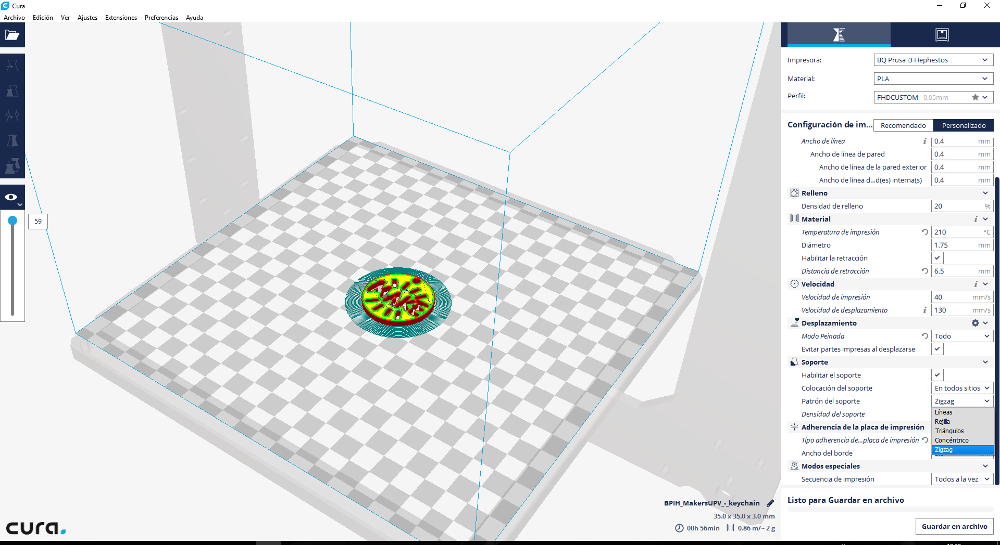 Cura
Archivo Edición Ver Ajustes Extensiones Preferencias Ayuda
59
Impresora: BQ Prusa i3 Hephestos
Material: PLA
Perfil: FHDCUSTOM - 0.05mm
Configuración de im... Recomendado Personalizado
Ancho de línea i 0.4 mm
Ancho de línea de pared 0.4 mm
Ancho de línea de la pared exterior 0.4 mm
Ancho de línea d...d(es) interna(s) 0.4 mm
Relleno
Densidad de relleno 20 %
Material i
Temperatura de impresión 210 °C
Diámetro 1.75 mm
Habilitar la retracción
Distancia de retracción 6.5 mm
Velocidad i
Velocidad de impresión 40 mm/s
Velocidad de desplazamiento i 130 mm/s
Desplazamiento
Modo Peinada Todo
Evitar partes impresas al desplazarse
Soporte
Habilitar el soporte
Colocación del soporte En todos sitios
Patrón del soporte Zigzag
Líneas
Densidad del soporte
Rejilla
Adherencia de la placa de impresión
Triángulos
Tipo adherencia de...placa de impresión
Concéntrico
Zigzag
Ancho del borde
Modos especiales
Secuencia de impresión Todos a la vez
Listo para Guardar en archivo
Guardar en archivo
BPIH_MakersUPV_-_keychain
35.0 x 35.0 x 3.0 mm
00h 56min 0.86 m/~ 2 g
cura.